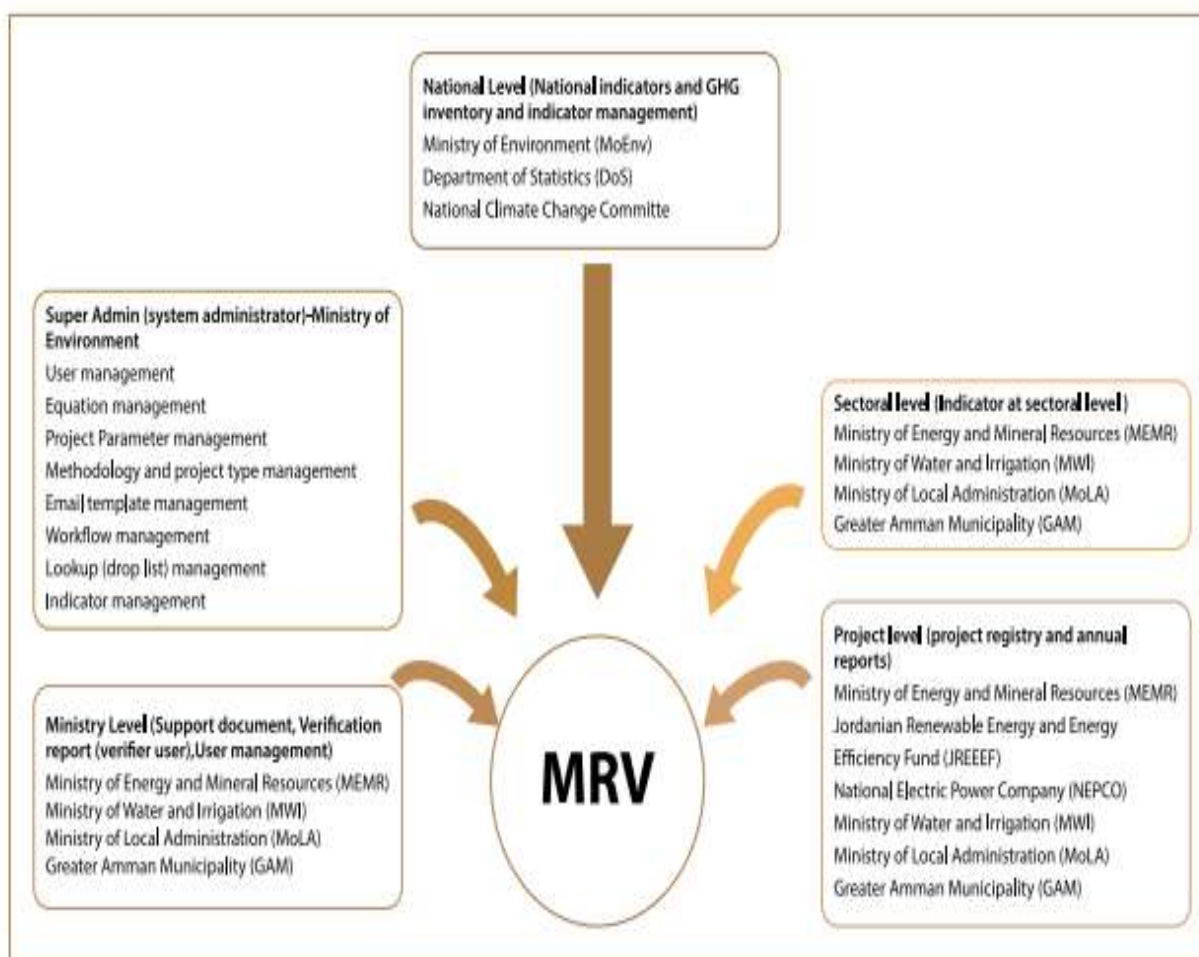 National Level (National indicators and GHG
inventory and indicator management)
Ministry of Environment (MoEnv)
Department of Statistics (DoS)
National Climate Change Committe
Super Admin (system administrator)-Ministry of
Environment
User management
Equation management
Project Parameter management
Methodology and project type management
Email template management
Workflow management
Lookup (drop list) management
Indicator management
Sectoral level (Indicator at sectoral level )
Ministry of Energy and Mineral Resources (MEMR)
Ministry of Water and Irrigation (MWI)
Ministry of Local Administration (MoLA)
Greater Amman Municipality (GAM)
Ministry Level (Support document, Verification
report (verifier user),User management)
Ministry of Energy and Mineral Resources (MEMR)
Ministry of Water and Irrigation (MWI)
Ministry of Local Administration (MoLA)
Greater Amman Municipality (GAM)
MRV
Project level (project registry and annual
reports)
Ministry of Energy and Mineral Resources (MEMR)
Jordanian Renewable Energy and Energy
Efficiency Fund (JREEEF)
National Electric Power Company (NEPCO)
Ministry of Water and Irrigation (MWI)
Ministry of Local Administration (MoLA)
Greater Amman Municipality (GAM)